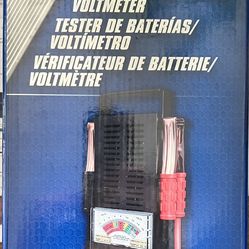 VOLTMETER
TESTER DE BATERÍAS/
VOLTÍMETRO
VÉRIFICATEUR DE BATTERIE/
VOLTMÈTRE